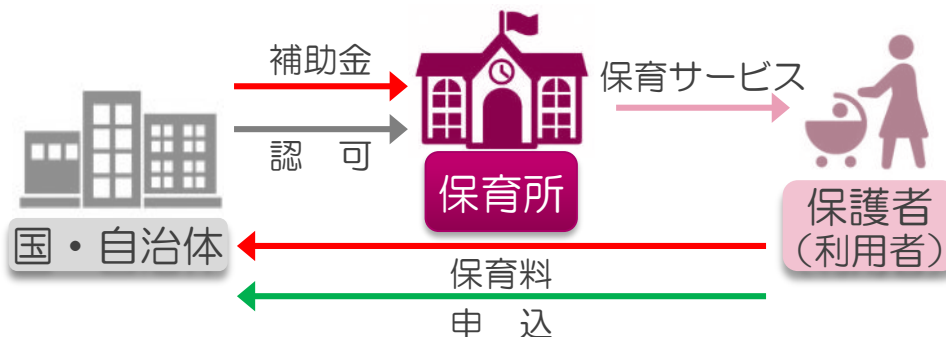 補助金
認　可
保育サービス
保育所
国・自治体
保護者
（利用者）
保育料
申　込